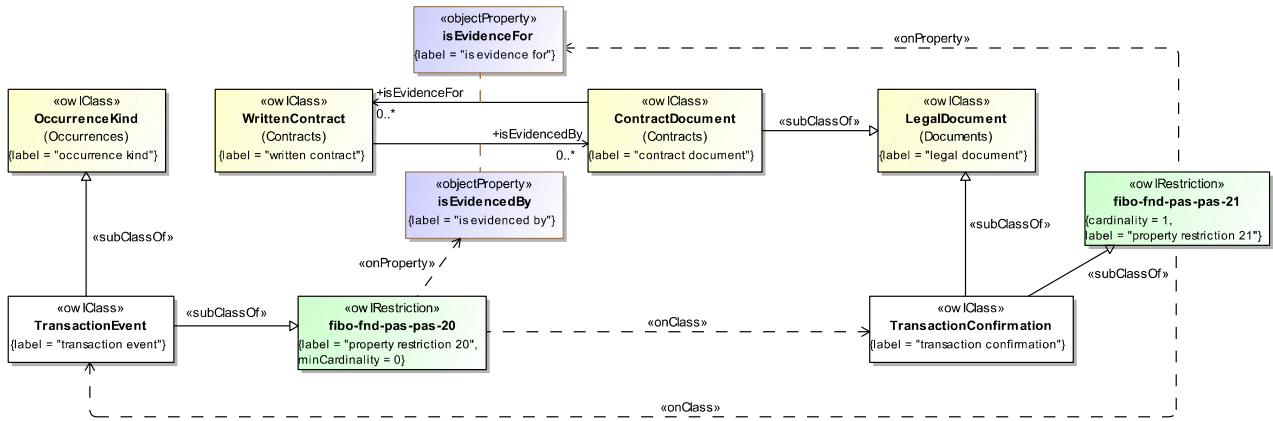 «objectProperty»
isEvidenceFor
{label = "is evidence for"}
«onProperty»
«owlClass»
OccurrenceKind
(Occurrences)
{label = "occurrence kind"}
«owlClass»
WrittenContract
(Contracts)
{label = "written contract"}
+isEvidenceFor
0..*
+isEvidencedBy
0..*
«owlClass»
ContractDocument
(Contracts)
{label = "contract document"}
«subClassOf»
«owlClass»
LegalDocument
(Documents)
{label = "legal document"}
«objectProperty»
isEvidencedBy
{label = "is evidenced by"}
«owlRestriction»
fibo-fnd-pas-pas-21
{cardinality = 1,
label = "property restriction 21"}
«subClassOf»
«onProperty»
«subClassOf»
«subClassOf»
«owlClass»
TransactionEvent
{label = "transaction event"}
«subClassOf»
«owlRestriction»
fibo-fnd-pas-pas-20
{label = "property restriction 20",
minCardinality = 0}
«onClass»
«owlClass»
TransactionConfirmation
{label = "transaction confirmation"}
«onClass»